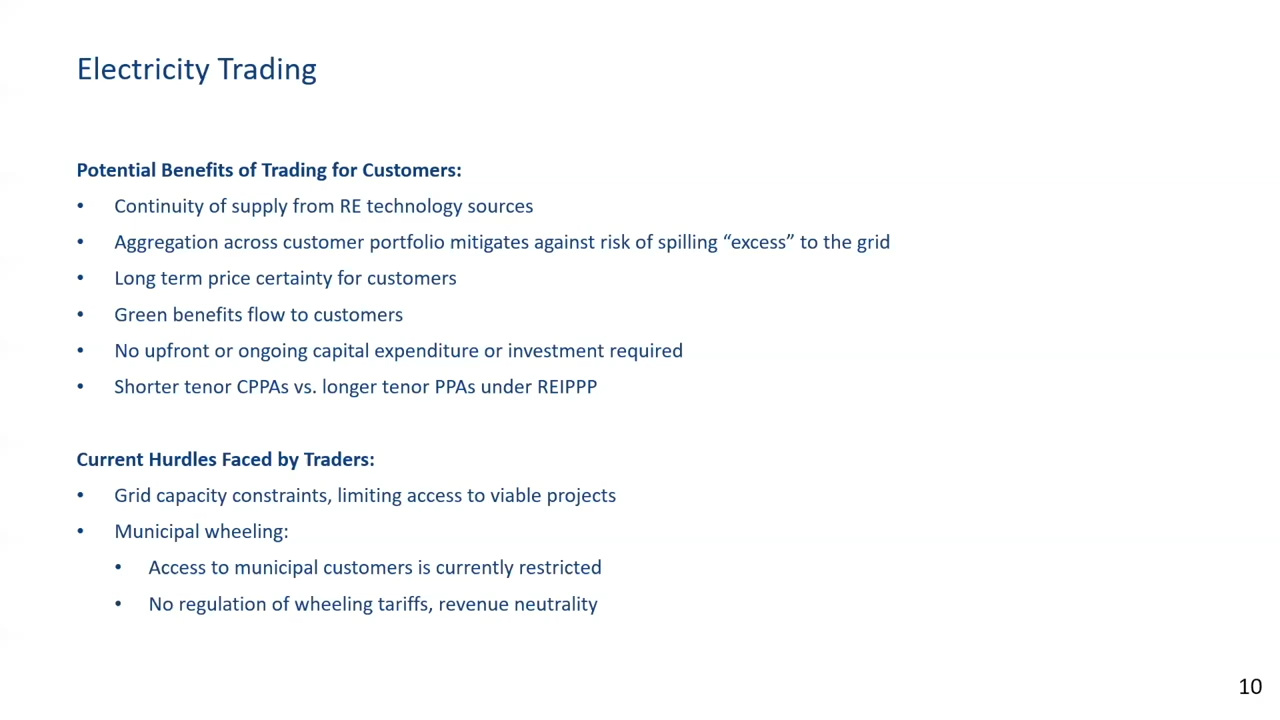 Electricity Trading
Potential Benefits of Trading for Customers:
• Continuity of supply from RE technology sources
• Aggregation across customer portfolio mitigates against risk of spilling “excess” to the grid
• Long term price certainty for customers
• Green benefits flow to customers
• No upfront or ongoing capital expenditure or investment required
• Shorter tenor CPPAs vs. longer tenor PPAs under REIPPP
Current Hurdles Faced by Traders:
• Grid capacity constraints, limiting access to viable projects
• Municipal wheeling:
• Access to municipal customers is currently restricted
• No regulation of wheeling tariffs, revenue neutrality
10